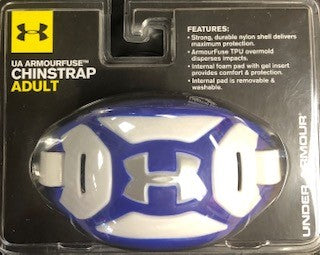 UA ARMOURFUSE™
CHINSTRAP
ADULT
FEATURES:
• Strong, durable nylon shell delivers
maximum protection.
• ArmourFuse TPU overmold
disperses impacts.
• Internal foam pad with gel insert
provides comfort & protection.
• Internal pad is removable &
washable.
UNDER ARMOUR